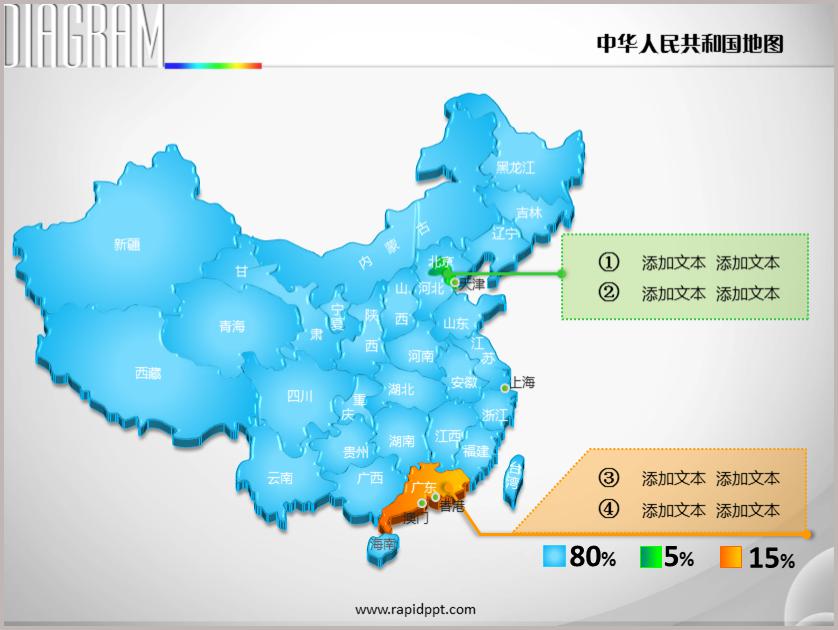 DIAGRAM
中华人民共和国地图
黑龙江
吉林
辽宁
内蒙古
新疆
甘肃
北京
天津
河北
山西
宁夏
陕西
青海
山东
河南
江苏
西藏
安徽
上海
四川
重庆
湖北
浙江
湖南
江西
贵州
福建
云南
广西
广东
台湾
香港
澳门
海南
① 添加文本 添加文本
② 添加文本 添加文本
③ 添加文本 添加文本
④ 添加文本 添加文本
80% 5% 15%
www.rapidppt.com